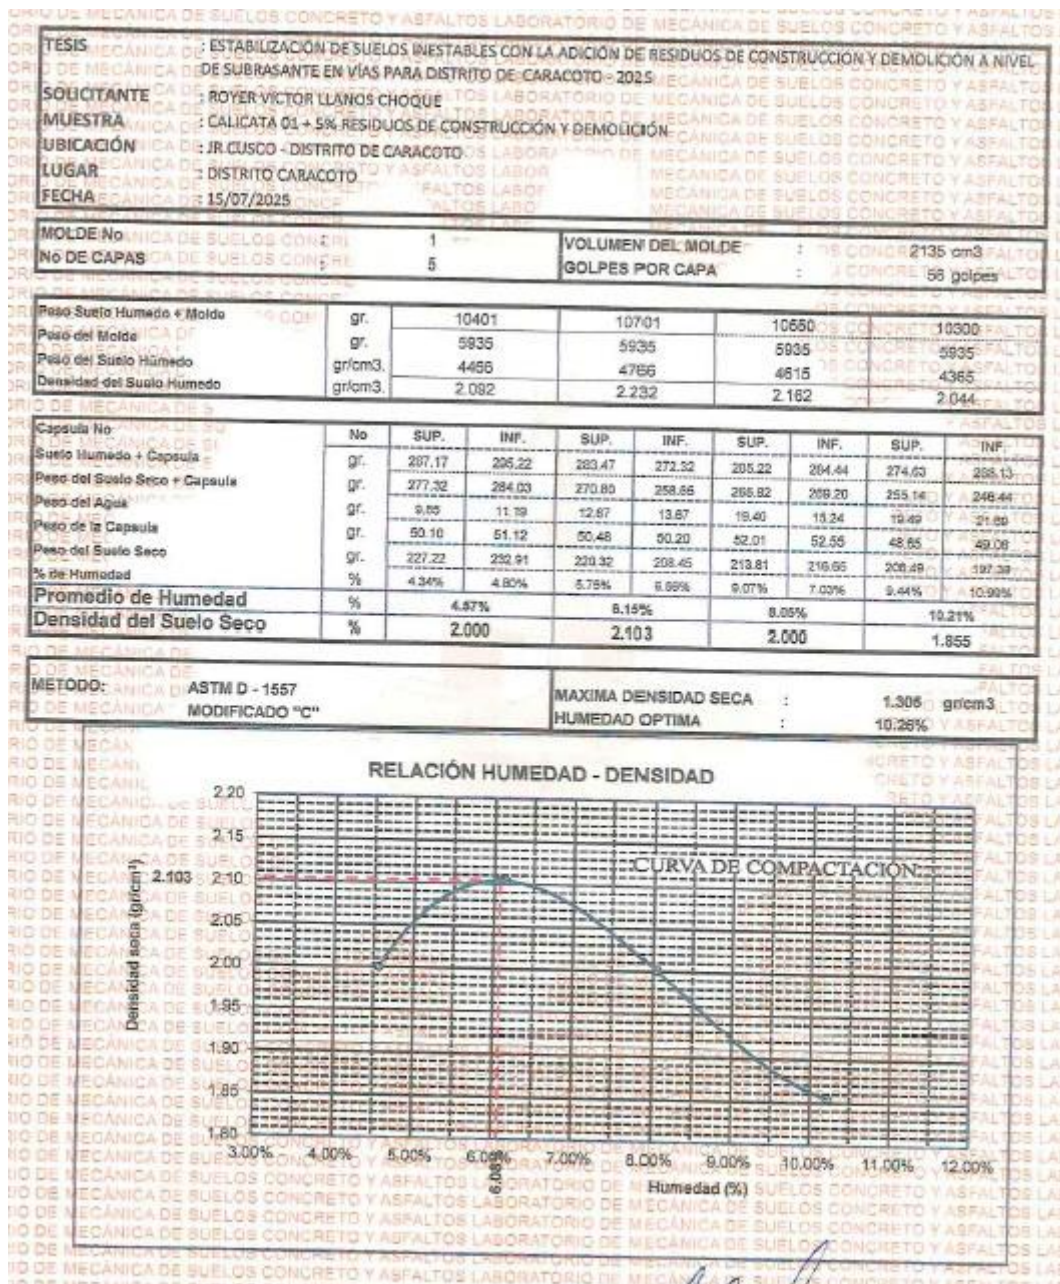 TESIS : ESTABILIZACIÓN DE SUELOS INESTABLES CON LA ADICIÓN DE RESIDUOS DE CONSTRUCCIÓN Y DEMOLICIÓN A NIVEL
DE SUBRASANTE EN VÍAS PARA DISTRITO DE CARACOTO - 2025
SOLICITANTE : ROYER VICTOR LLANOS CHOQUE
MUESTRA : CALICATA 01 + 5% RESIDUOS DE CONSTRUCCIÓN Y DEMOLICIÓN
UBICACIÓN : JR CUSCO - DISTRITO DE CARACOTO
LUGAR : DISTRITO CARACOTO
FECHA : 15/07/2025
MOLDE No : 1 VOLUMEN DEL MOLDE : 2135 cm3
No DE CAPAS : 5 GOLPES POR CAPA : 56 golpes
Peso Suelo Humedo + Molde gr. 10401 10701 10550 10300
Peso del Molde gr. 5935 5935 5935 5935
Peso del Suelo Húmedo gr/cm3. 4466 4766 4615 4365
Densidad del Suelo Humedo gr/cm3. 2.092 2.232 2.162 2.044
Capsula No No SUP. INF. SUP. INF. SUP. INF. SUP. INF.
Suelo Humedo + Capsula gr. 287.17 295.22 283.47 272.32 285.22 284.44 274.63 268.13
Peso del Suelo Seco + Capsula gr. 277.32 284.03 270.80 258.65 265.82 269.20 255.14 246.44
Peso del Agua gr. 9.85 11.19 12.67 13.67 19.40 15.24 19.49 21.69
Peso de la Capsula gr. 50.10 51.12 50.48 50.20 52.01 52.55 48.65 49.06
Peso del Suelo Seco gr. 227.22 232.91 220.32 208.45 213.81 216.65 206.49 197.38
% de Humedad % 4.34% 4.80% 5.75% 6.56% 9.07% 7.03% 9.44% 10.99%
Promedio de Humedad % 4.57% 6.15% 8.05% 10.21%
Densidad del Suelo Seco % 2.000 2.103 2.000 1.855
METODO: ASTM D - 1557 MAXIMA DENSIDAD SECA : 1.306 gr/cm3
MODIFICADO "C" HUMEDAD OPTIMA : 10.26%
RELACIÓN HUMEDAD - DENSIDAD
2.20
2.15
CURVA DE COMPACTACIÓN
2.103 2.10
2.05
2.00
1.95
1.90
1.85
1.80
Densidad seca (gr/cm³)
3.00% 4.00% 5.00% 6.00% 7.00% 8.00% 9.00% 10.00% 11.00% 12.00%
Humedad (%)